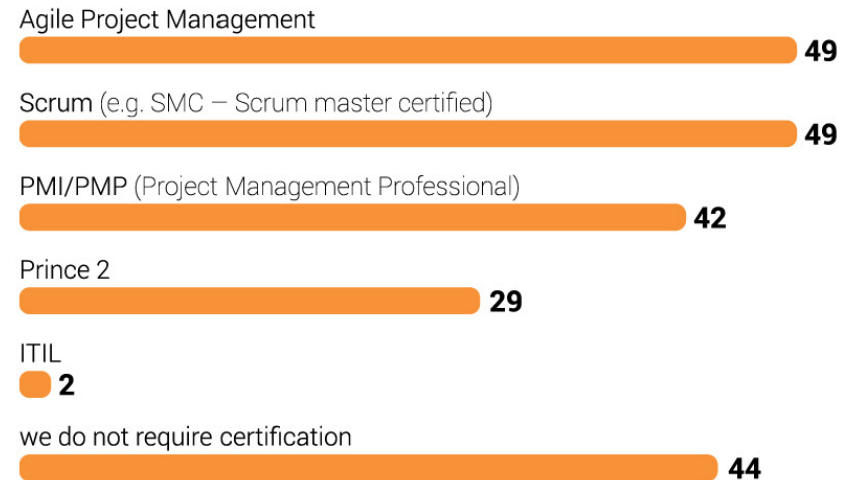 Agile Project Management
49
Scrum (e.g. SMC – Scrum master certified)
49
PMI/PMP (Project Management Professional)
42
Prince 2
29
ITIL
2
we do not require certification
44